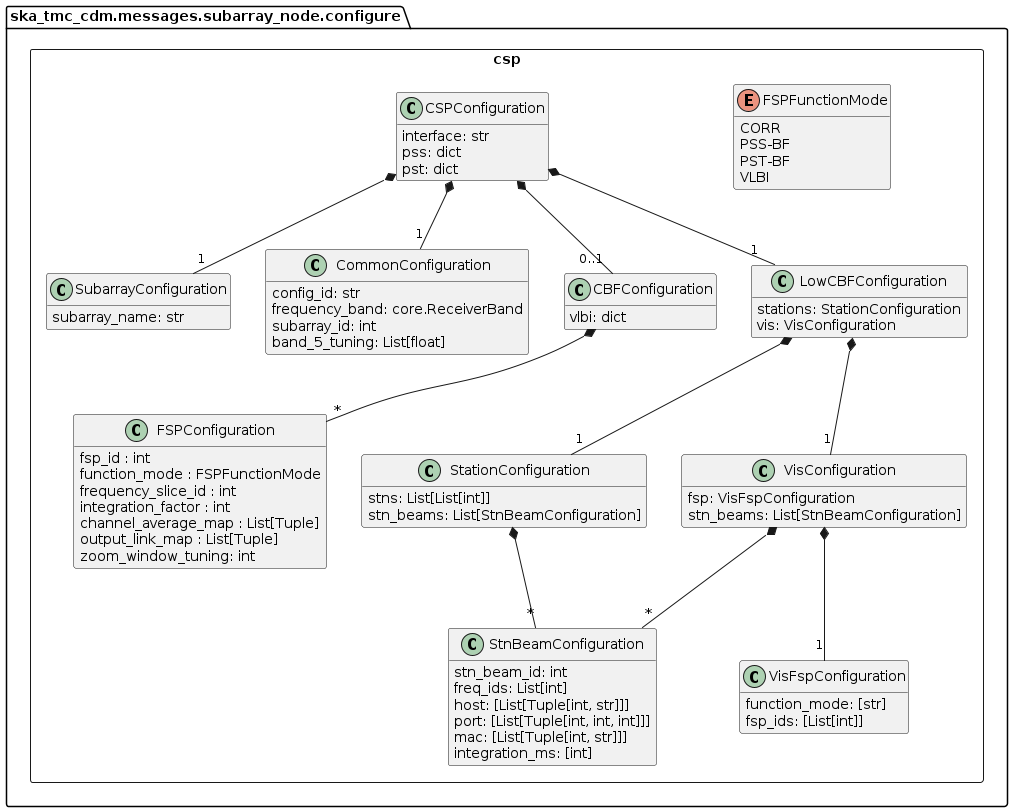 ska_tmc_cdm.messages.subarray_node.configure
csp
C CSPConfiguration
interface: str
pss: dict
pst: dict
E FSPFunctionMode
CORR
PSS-BF
PST-BF
VLBI
1
1
0..1
1
C SubarrayConfiguration
subarray_name: str
C CommonConfiguration
config_id: str
frequency_band: core.ReceiverBand
subarray_id: int
band_5_tuning: List[float]
C CBFConfiguration
vlbi: dict
C LowCBFConfiguration
stations: StationConfiguration
vis: VisConfiguration
*
1
1
C FSPConfiguration
fsp_id : int
function_mode : FSPFunctionMode
frequency_slice_id : int
integration_factor : int
channel_average_map : List[Tuple]
output_link_map : List[Tuple]
zoom_window_tuning: int
C StationConfiguration
stns: List[List[int]]
stn_beams: List[StnBeamConfiguration]
C VisConfiguration
fsp: VisFspConfiguration
stn_beams: List[StnBeamConfiguration]
*
*
1
C StnBeamConfiguration
stn_beam_id: int
freq_ids: List[int]
host: [List[Tuple[int, str]]]
port: [List[Tuple[int, int, int]]]
mac: [List[Tuple[int, str]]]
integration_ms: [int]
C VisFspConfiguration
function_mode: [str]
fsp_ids: [List[int]]